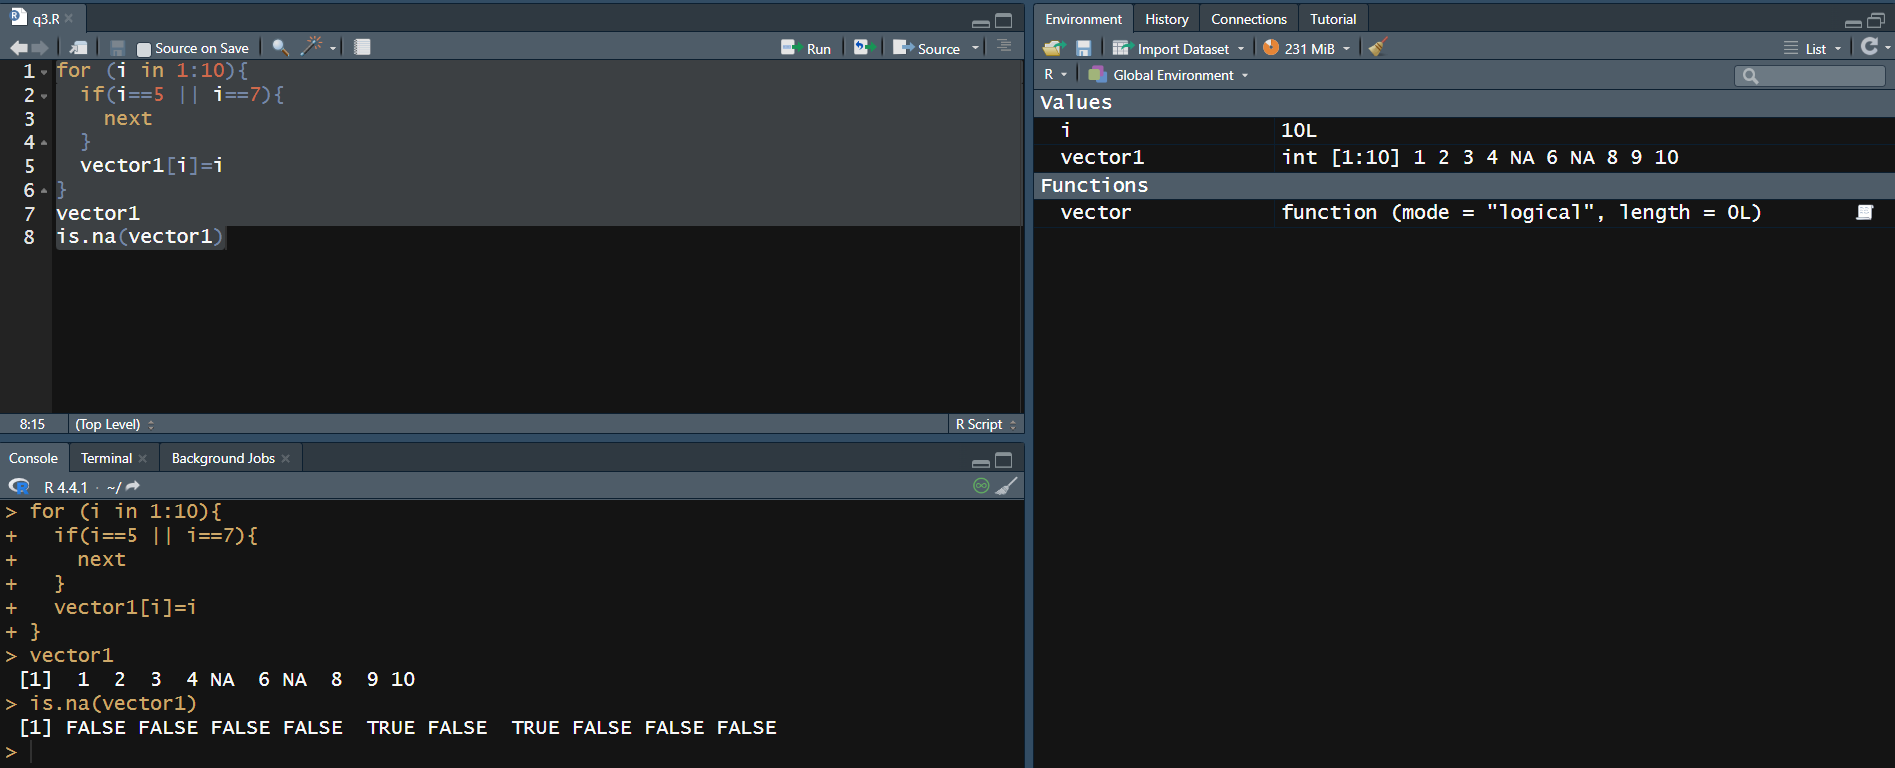 q3.R
Source on Save
Run
Source
1 for (i in 1:10){
2   if(i==5 || i==7){
3     next
4   }
5   vector1[i]=i
6 }
7 vector1
8 is.na(vector1)
8:15 (Top Level) R Script
Console Terminal Background Jobs
R 4.4.1 · ~/
> for (i in 1:10){
+   if(i==5 || i==7){
+     next
+   }
+   vector1[i]=i
+ }
> vector1
 [1]  1  2  3  4 NA  6 NA  8  9 10
> is.na(vector1)
 [1] FALSE FALSE FALSE FALSE  TRUE FALSE  TRUE FALSE FALSE FALSE
>
Environment History Connections Tutorial
Import Dataset 231 MiB List
R Global Environment
Values
i 10L
vector1 int [1:10] 1 2 3 4 NA 6 NA 8 9 10
Functions
vector function (mode = "logical", length = 0L)